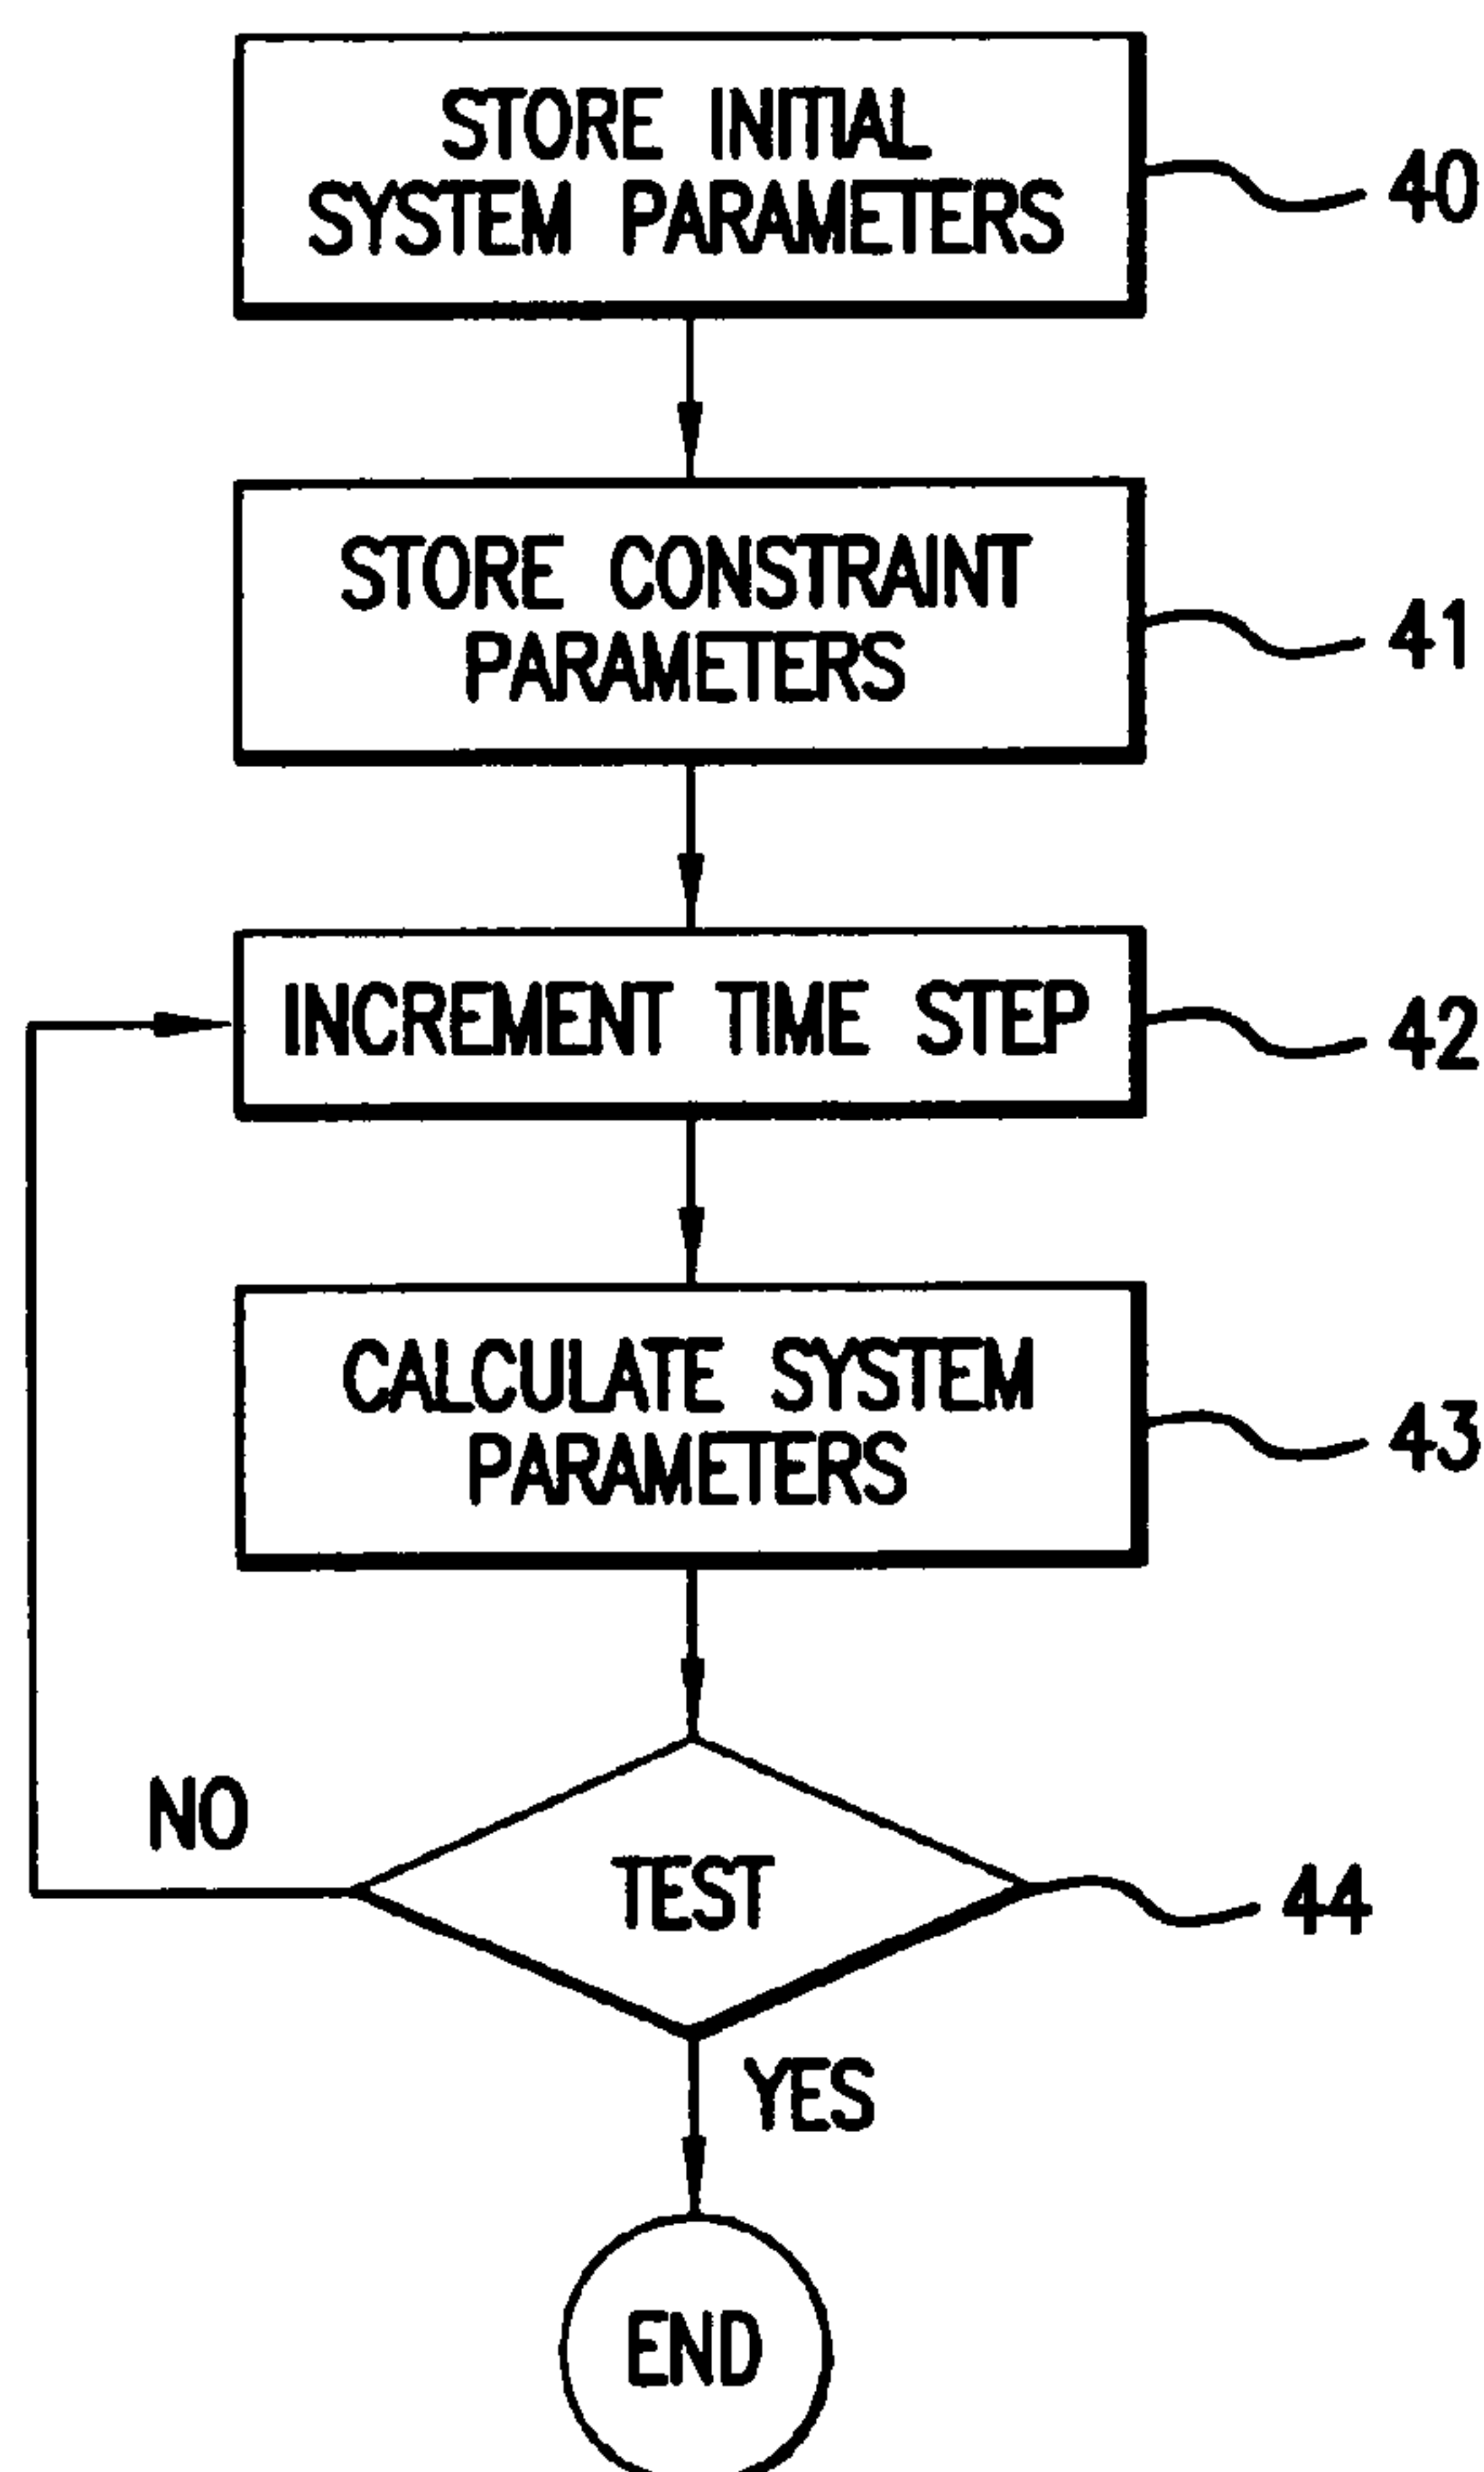 STORE INITIAL
SYSTEM PARAMETERS
40
STORE CONSTRAINT
PARAMETERS
41
INCREMENT TIME STEP
42
CALCULATE SYSTEM
PARAMETERS
43
NO
TEST
44
YES
END